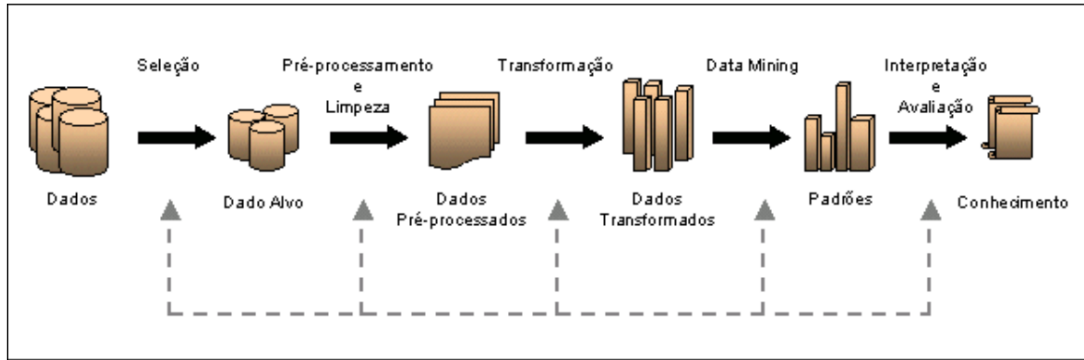 Seleção
Pré-processamento
e
Limpeza
Transformação
Data Mining
Interpretação
e
Avaliação
Dados
Dado Alvo
Dados
Pré-processados
Dados
Transformados
Padrões
Conhecimento